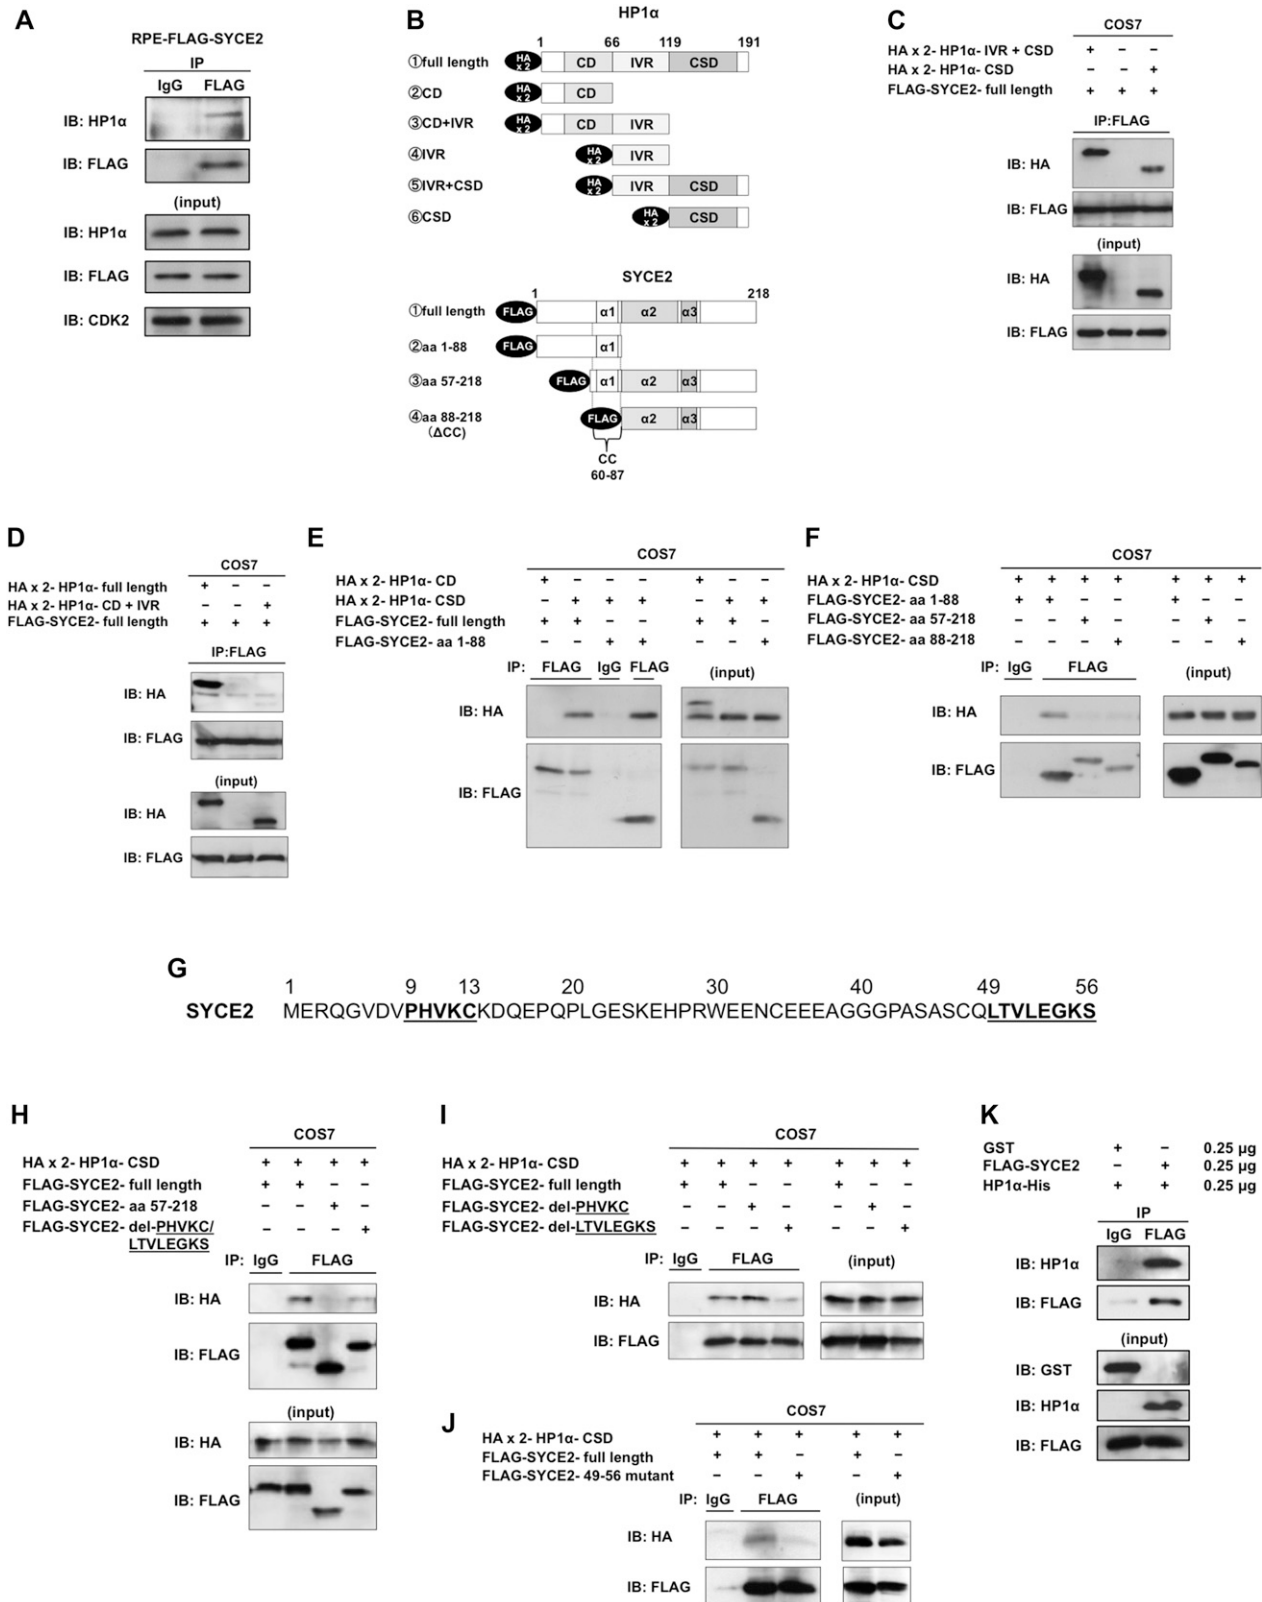 A
RPE-FLAG-SYCE2
IP
IgG FLAG
IB: HP1α
IB: FLAG
(input)
IB: HP1α
IB: FLAG
IB: CDK2
B
HP1α
1 66 119 191
①full length HA x 2 CD IVR CSD
②CD HA x 2 CD
③CD+IVR HA x 2 CD IVR
④IVR HA x 2 IVR
⑤IVR+CSD HA x 2 IVR CSD
⑥CSD HA x 2 CSD
SYCE2
1 218
①full length FLAG α1 α2 α3
②aa 1-88 FLAG α1
③aa 57-218 FLAG α1 α2 α3
④aa 88-218 FLAG α2 α3
(ΔCC)
CC
60-87
C
COS7
HA x 2- HP1α- IVR + CSD + − −
HA x 2- HP1α- CSD − − +
FLAG-SYCE2- full length + + +
IP:FLAG
IB: HA
IB: FLAG
(input)
IB: HA
IB: FLAG
D
COS7
HA x 2- HP1α- full length + − −
HA x 2- HP1α- CD + IVR − − +
FLAG-SYCE2- full length + + +
IP:FLAG
IB: HA
IB: FLAG
(input)
IB: HA
IB: FLAG
E
COS7
HA x 2- HP1α- CD + − − − + − −
HA x 2- HP1α- CSD − + + + − + +
FLAG-SYCE2- full length + + − − + + −
FLAG-SYCE2- aa 1-88 − − + + − − +
IP: FLAG IgG FLAG (input)
IB: HA
IB: FLAG
F
COS7
HA x 2- HP1α- CSD + + + + + + +
FLAG-SYCE2- aa 1-88 + + − − + − −
FLAG-SYCE2- aa 57-218 − − + − − + −
FLAG-SYCE2- aa 88-218 − − − + − − +
IP: IgG FLAG (input)
IB: HA
IB: FLAG
G
1 9 13 20 30 40 49 56
SYCE2 MERQGVDVPHVKCKDQEPQPLGESKEHPRWEENCEEEAGGGPASASCQLTVLEGKS
H
COS7
HA x 2- HP1α- CSD + + + +
FLAG-SYCE2- full length + + − −
FLAG-SYCE2- aa 57-218 − − + −
FLAG-SYCE2- del-PHVKC/ − − − +
LTVLEGKS
IP: IgG FLAG
IB: HA
IB: FLAG
(input)
IB: HA
IB: FLAG
I
COS7
HA x 2- HP1α- CSD + + + + + + +
FLAG-SYCE2- full length + + − − + − −
FLAG-SYCE2- del-PHVKC − − + − − + −
FLAG-SYCE2- del-LTVLEGKS − − − + − − +
IP: IgG FLAG (input)
IB: HA
IB: FLAG
J
COS7
HA x 2- HP1α- CSD + + + + +
FLAG-SYCE2- full length + + − + −
FLAG-SYCE2- 49-56 mutant − − + − +
IP: IgG FLAG (input)
IB: HA
IB: FLAG
K
GST + − 0.25 µg
FLAG-SYCE2 − + 0.25 µg
HP1α-His + + 0.25 µg
IP
IgG FLAG
IB: HP1α
IB: FLAG
(input)
IB: GST
IB: HP1α
IB: FLAG